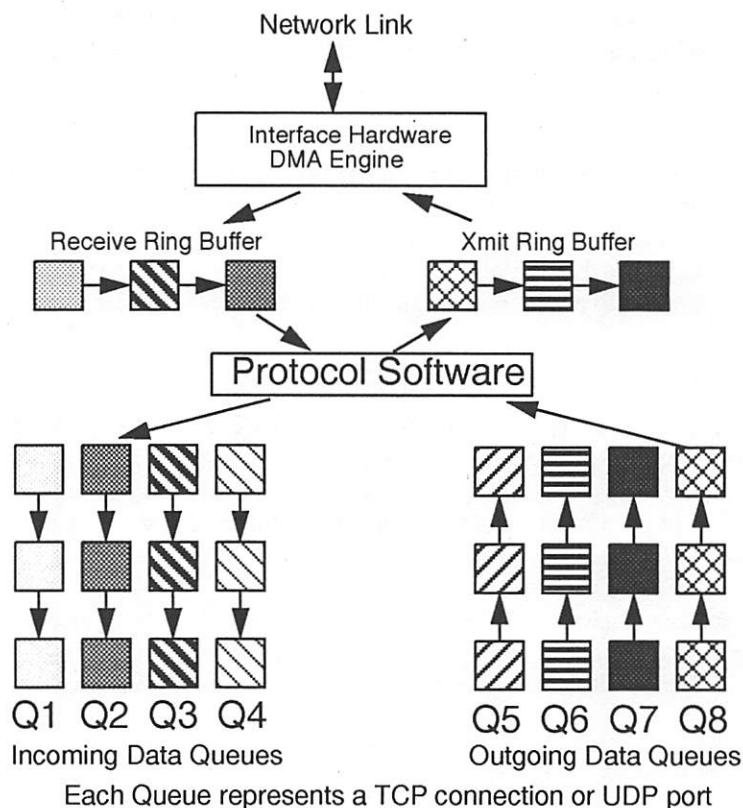 Network Link
Interface Hardware
DMA Engine
Receive Ring Buffer
Xmit Ring Buffer
Protocol Software
Q1 Q2 Q3 Q4
Q5 Q6 Q7 Q8
Incoming Data Queues
Outgoing Data Queues
Each Queue represents a TCP connection or UDP port